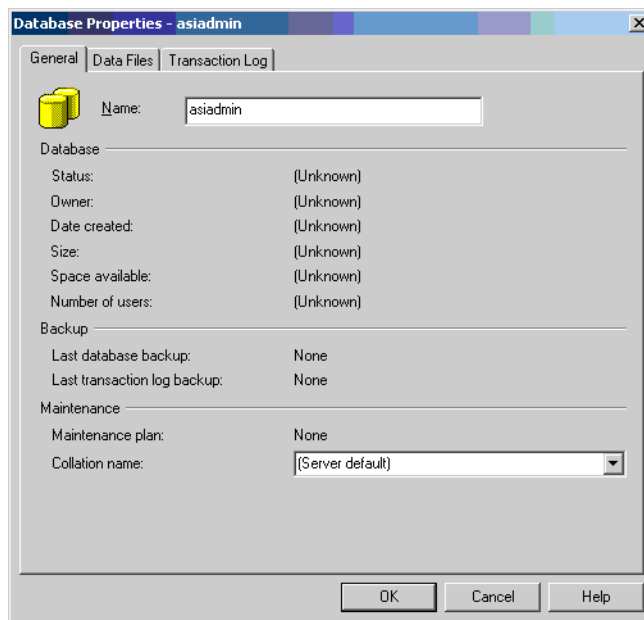 Database Properties - asiadmin
General Data Files Transaction Log
Name: asiadmin
Database
Status: (Unknown)
Owner: (Unknown)
Date created: (Unknown)
Size: (Unknown)
Space available: (Unknown)
Number of users: (Unknown)
Backup
Last database backup: None
Last transaction log backup: None
Maintenance
Maintenance plan: None
Collation name: (Server default)
OK Cancel Help